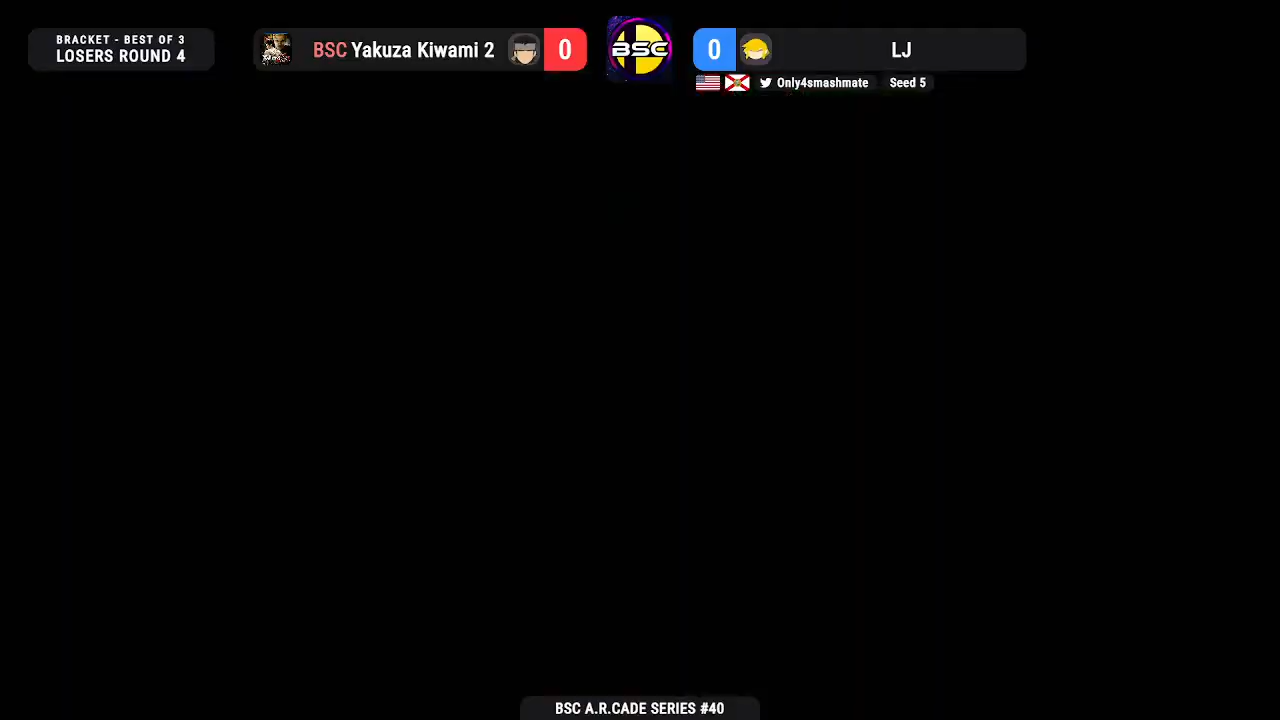 BRACKET - BEST OF 3
LOSERS ROUND 4
BSC Yakuza Kiwami 2
0
BSC
0
LJ
Only4smashmate
Seed 5
BSC A.R.CADE SERIES #40